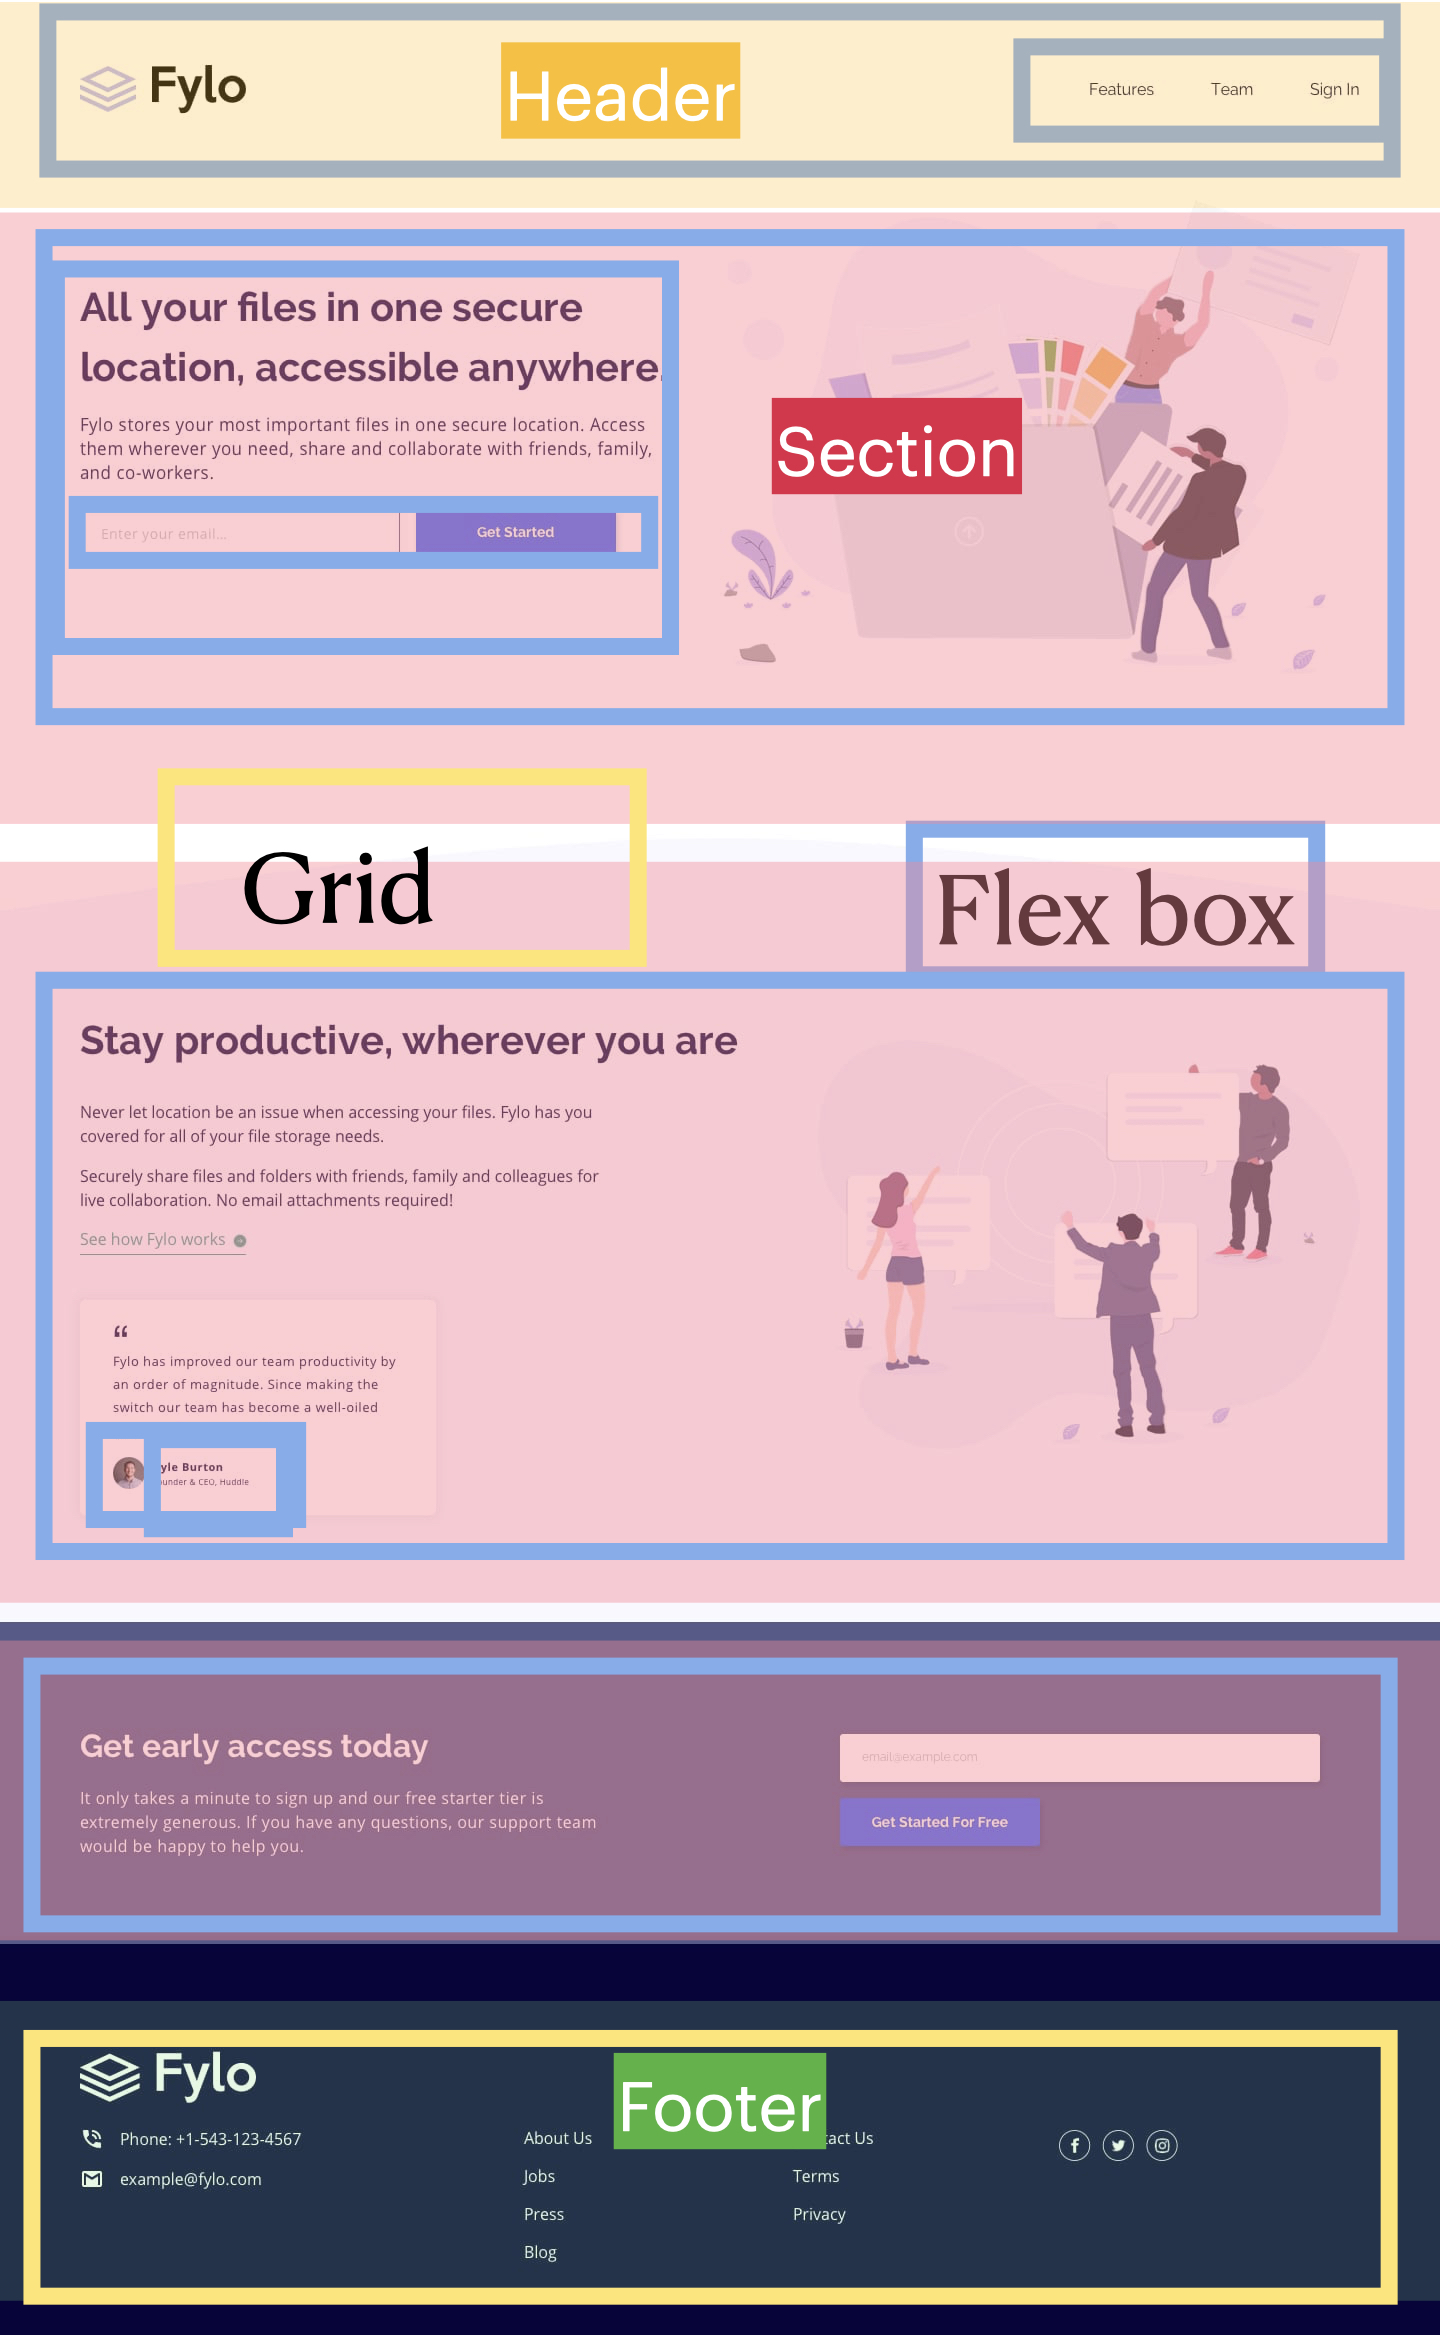 Fylo
Header
Features
Team
Sign In
All your files in one secure
location, accessible anywhere.
Fylo stores your most important files in one secure location. Access
them wherever you need, share and collaborate with friends, family,
and co-workers.
Enter your email...
Get Started
Section
Grid
Flex box
Stay productive, wherever you are
Never let location be an issue when accessing your files. Fylo has you
covered for all of your file storage needs.
Securely share files and folders with friends, family and colleagues for
live collaboration. No email attachments required!
See how Fylo works
“
Fylo has improved our team productivity by
an order of magnitude. Since making the
switch our team has become a well-oiled
yle Burton
ounder & CEO, Huddle
Get early access today
It only takes a minute to sign up and our free starter tier is
extremely generous. If you have any questions, our support team
would be happy to help you.
email@example.com
Get Started For Free
Fylo
Footer
Phone: +1-543-123-4567
example@fylo.com
About Us
Jobs
Press
Blog
tact Us
Terms
Privacy